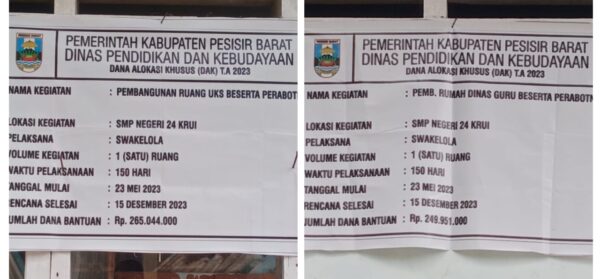 PEMERINTAH KABUPATEN PESISIR BARAT
DINAS PENDIDIKAN DAN KEBUDAYAAN
DANA ALOKASI KHUSUS (DAK) T.A 2023
NAMA KEGIATAN : PEMBANGUNAN RUANG UKS BESERTA PERABOT
LOKASI KEGIATAN : SMP NEGERI 24 KRUI
PELAKSANA : SWAKELOLA
VOLUME KEGIATAN : 1 (SATU) RUANG
WAKTU PELAKSANAAN : 150 HARI
TANGGAL MULAI : 23 MEI 2023
RENCANA SELESAI : 15 DESEMBER 2023
JUMLAH DANA BANTUAN : Rp. 265.044.000
PEMERINTAH KABUPATEN PESISIR BARAT
DINAS PENDIDIKAN DAN KEBUDAYAAN
DANA ALOKASI KHUSUS (DAK) T.A 2023
NAMA KEGIATAN : PEMB. RUMAH DINAS GURU BESERTA PERABOTN
LOKASI KEGIATAN : SMP NEGERI 24 KRUI
PELAKSANA : SWAKELOLA
VOLUME KEGIATAN : 1 (SATU) RUANG
WAKTU PELAKSANAAN : 150 HARI
TANGGAL MULAI : 23 MEI 2023
RENCANA SELESAI : 15 DESEMBER 2023
JUMLAH DANA BANTUAN : Rp. 249.951.000